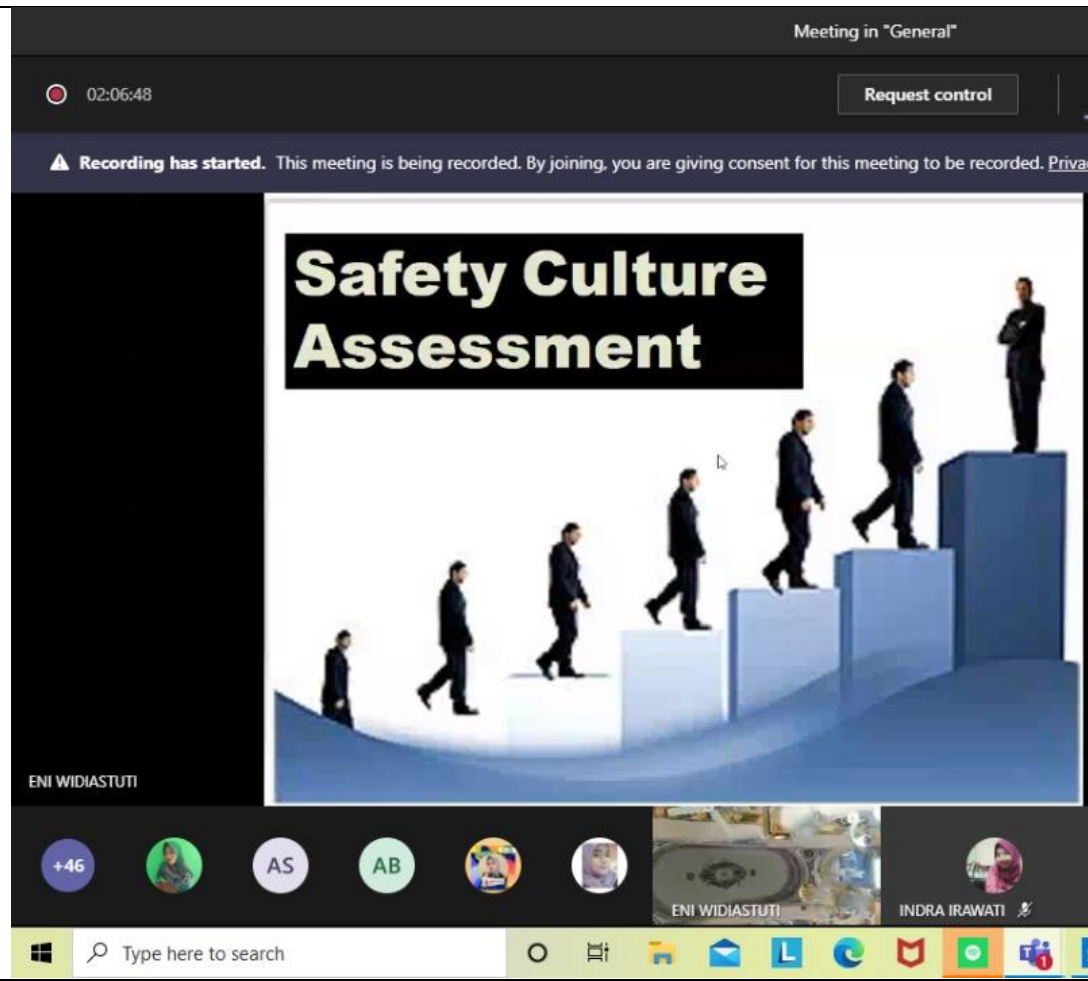 Meeting in "General"
02:06:48
Request control
Recording has started. This meeting is being recorded. By joining, you are giving consent for this meeting to be recorded. Priva
Safety Culture
Assessment
ENI WIDIASTUTI
+46
AS
AB
ENI WIDIASTUTI
INDRA IRAWATI
Type here to search
L
1